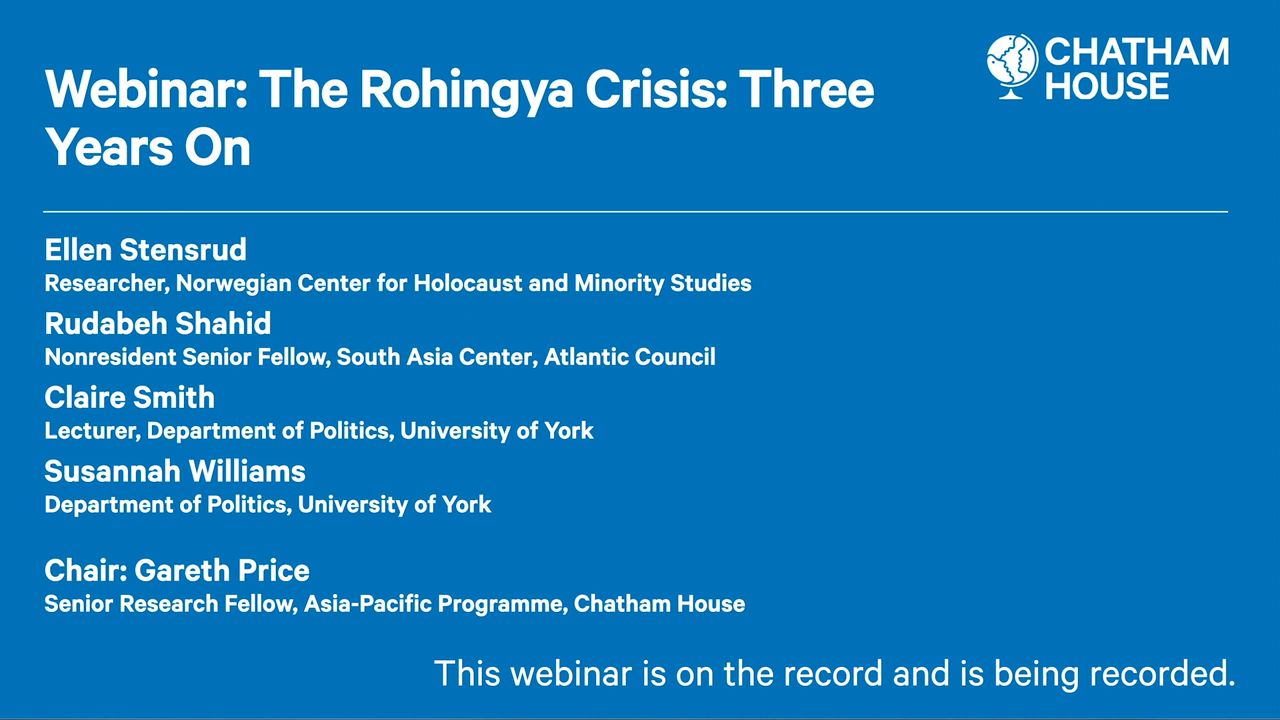 Webinar: The Rohingya Crisis: Three
Years On
CHATHAM
HOUSE
Ellen Stensrud
Researcher, Norwegian Center for Holocaust and Minority Studies
Rudabeh Shahid
Nonresident Senior Fellow, South Asia Center, Atlantic Council
Claire Smith
Lecturer, Department of Politics, University of York
Susannah Williams
Department of Politics, University of York
Chair: Gareth Price
Senior Research Fellow, Asia-Pacific Programme, Chatham House
This webinar is on the record and is being recorded.